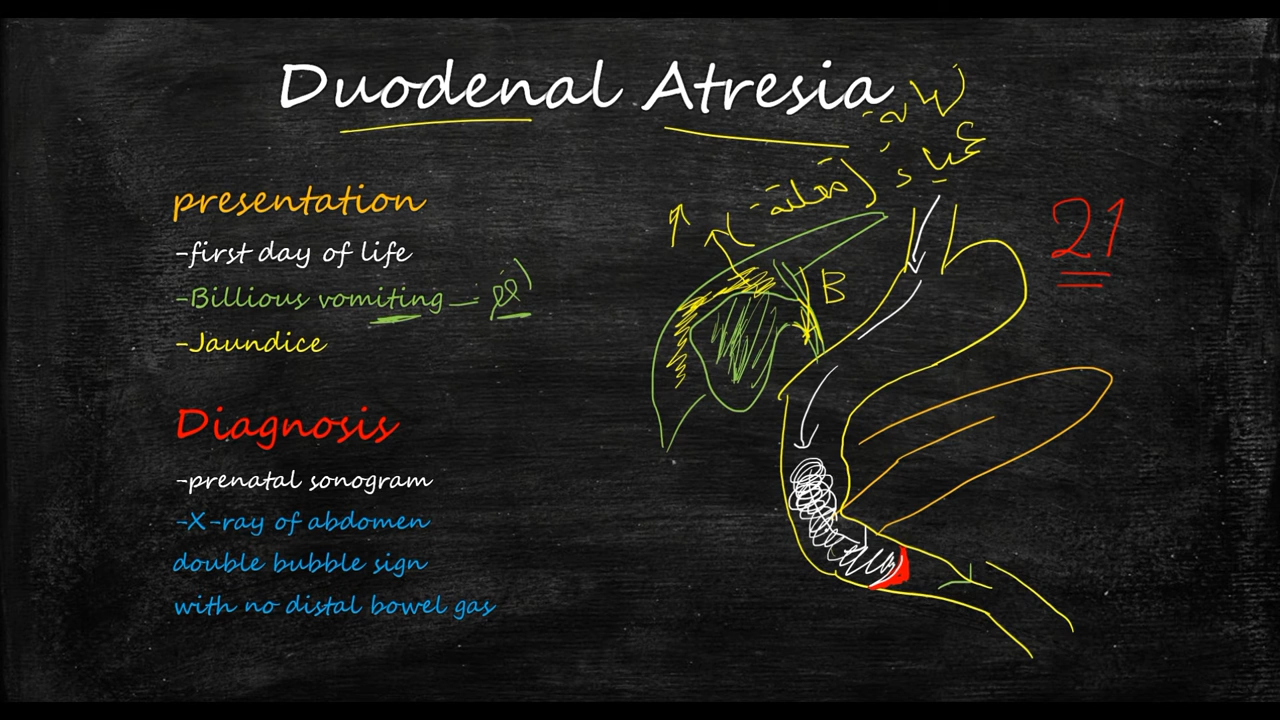 Duodenal Atresia
presentation
-first day of life
-Billious vomiting
-Jaundice
Diagnosis
-prenatal sonogram
-X-ray of abdomen
double bubble sign
with no distal bowel gas
B
21